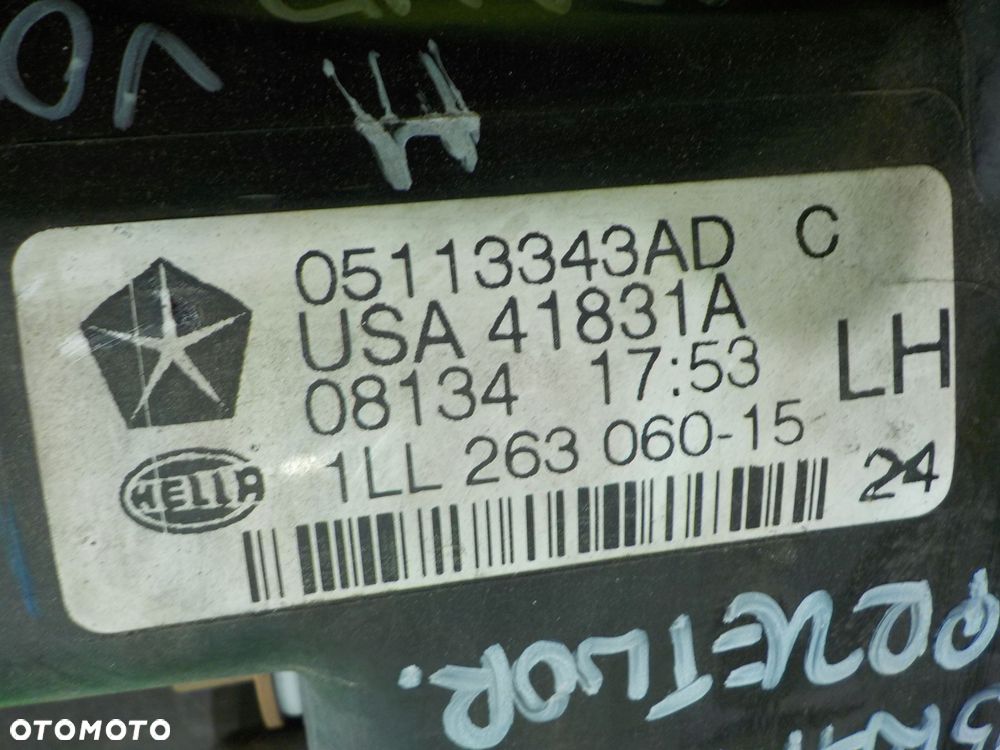 05113343AD C
USA 41831A
08134 17:53
LH
1LL 263 060-15
HELLA
24
OTOMOTO